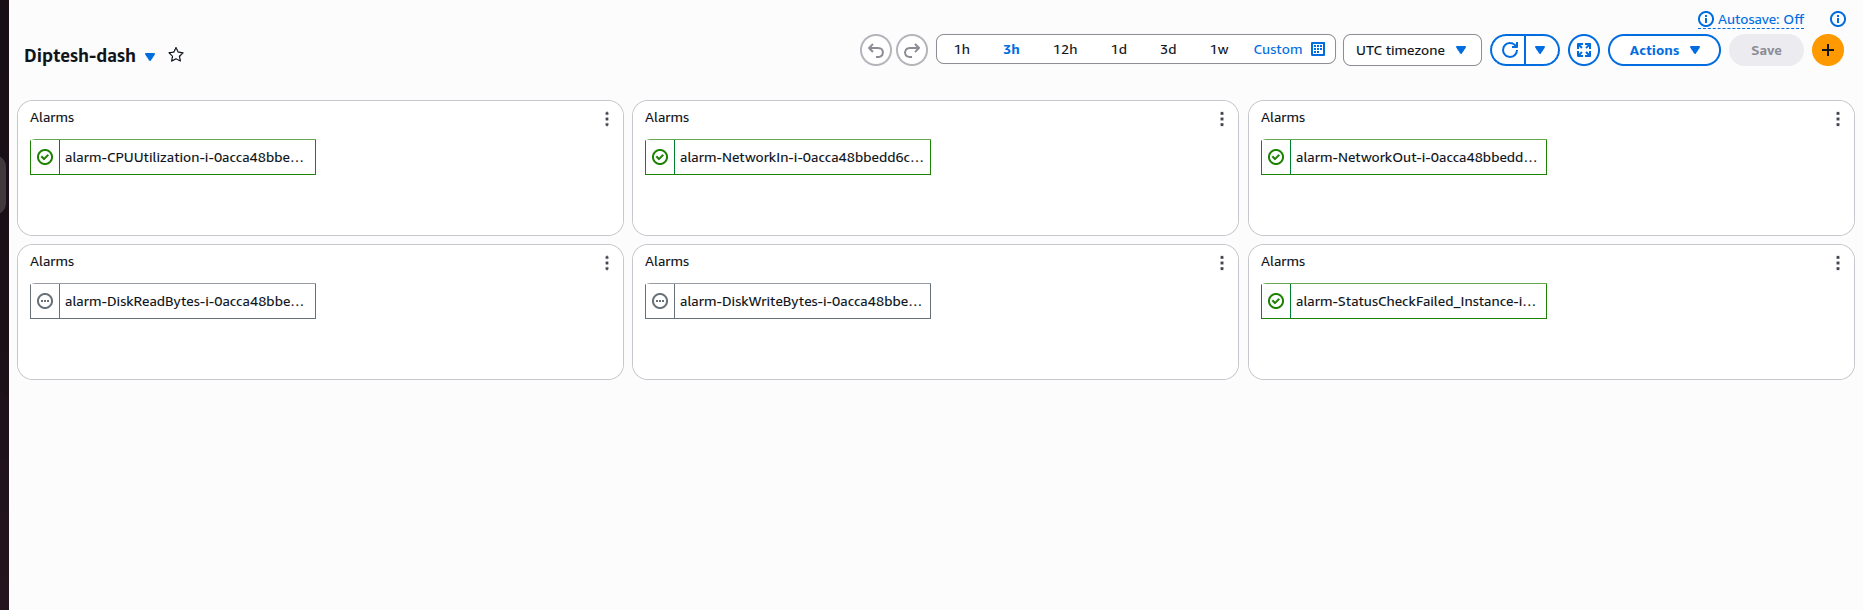 Autosave: Off
Diptesh-dash
1h 3h 12h 1d 3d 1w Custom
UTC timezone
Actions
Save
Alarms
alarm-CPUUtilization-i-0acca48bbe...
Alarms
alarm-NetworkIn-i-0acca48bbedd6c...
Alarms
alarm-NetworkOut-i-0acca48bbedd...
Alarms
alarm-DiskReadBytes-i-0acca48bbe...
Alarms
alarm-DiskWriteBytes-i-0acca48bbe...
Alarms
alarm-StatusCheckFailed_Instance-i...